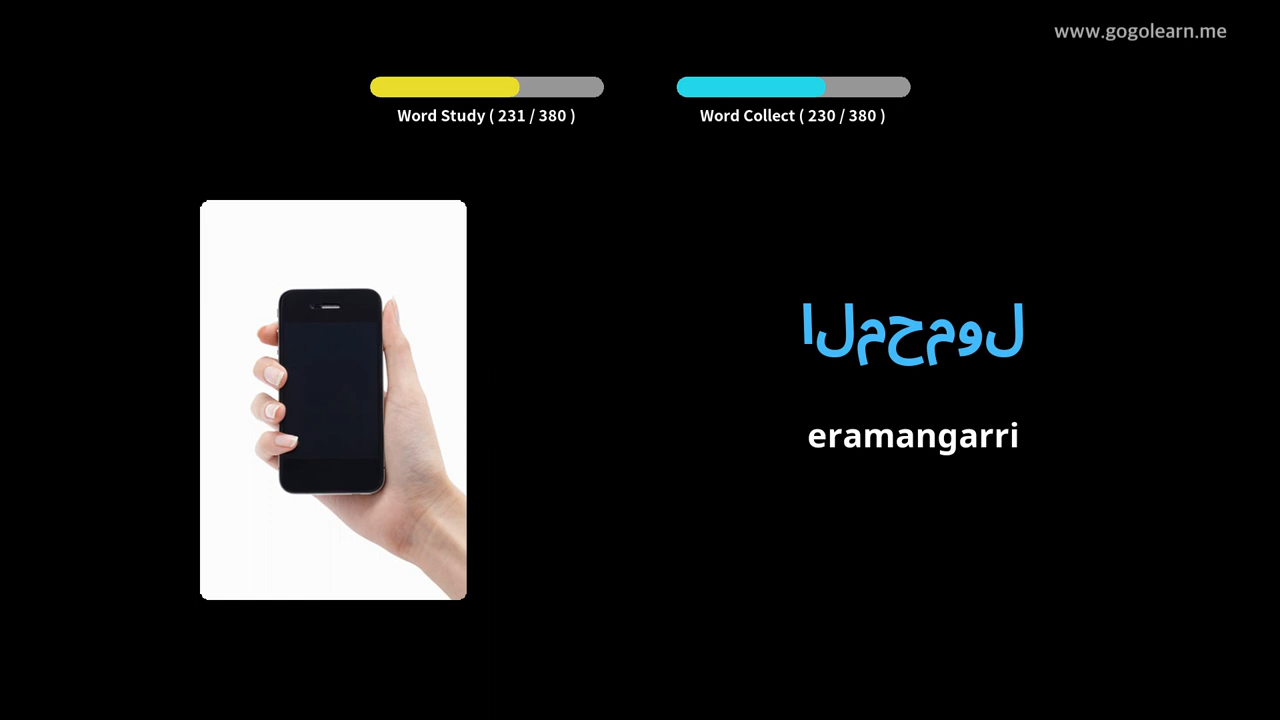 www.gogolearn.me
Word Study ( 231 / 380 )
Word Collect ( 230 / 380 )
المحمول
eramangarri